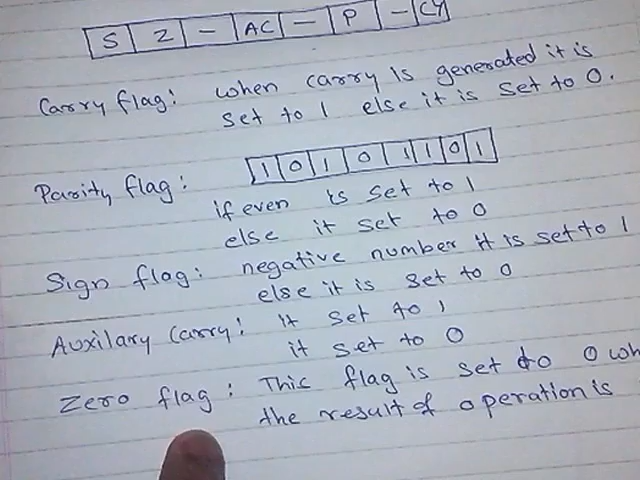 S Z - AC - P - CY
Carry flag: when carry is generated it is
set to 1 else it is set to 0.
1 0 1 0 1 1 0 1
Parity flag:
if even is set to 1
else it set to 0
Sign flag: negative number it is set to 1
else it is set to 0
Auxilary Carry: it set to 1
it set to 0
Zero flag: This flag is set to 0 wh
the result of operation is